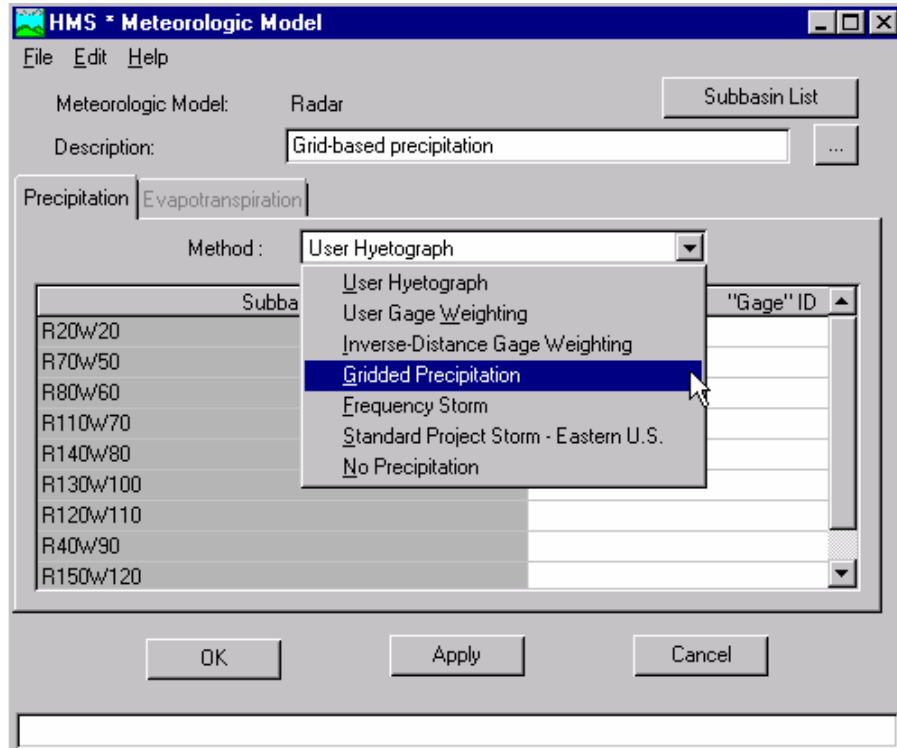 HMS * Meteorologic Model
File Edit Help
Meteorologic Model: Radar Subbasin List
Description: Grid-based precipitation ...
Precipitation Evapotranspiration
Method : User Hyetograph
User Hyetograph
User Gage Weighting
Inverse-Distance Gage Weighting
Gridded Precipitation
Frequency Storm
Standard Project Storm - Eastern U.S.
No Precipitation
Subba "Gage" ID
R20W20
R70W50
R80W60
R110W70
R140W80
R130W100
R120W110
R40W90
R150W120
OK Apply Cancel